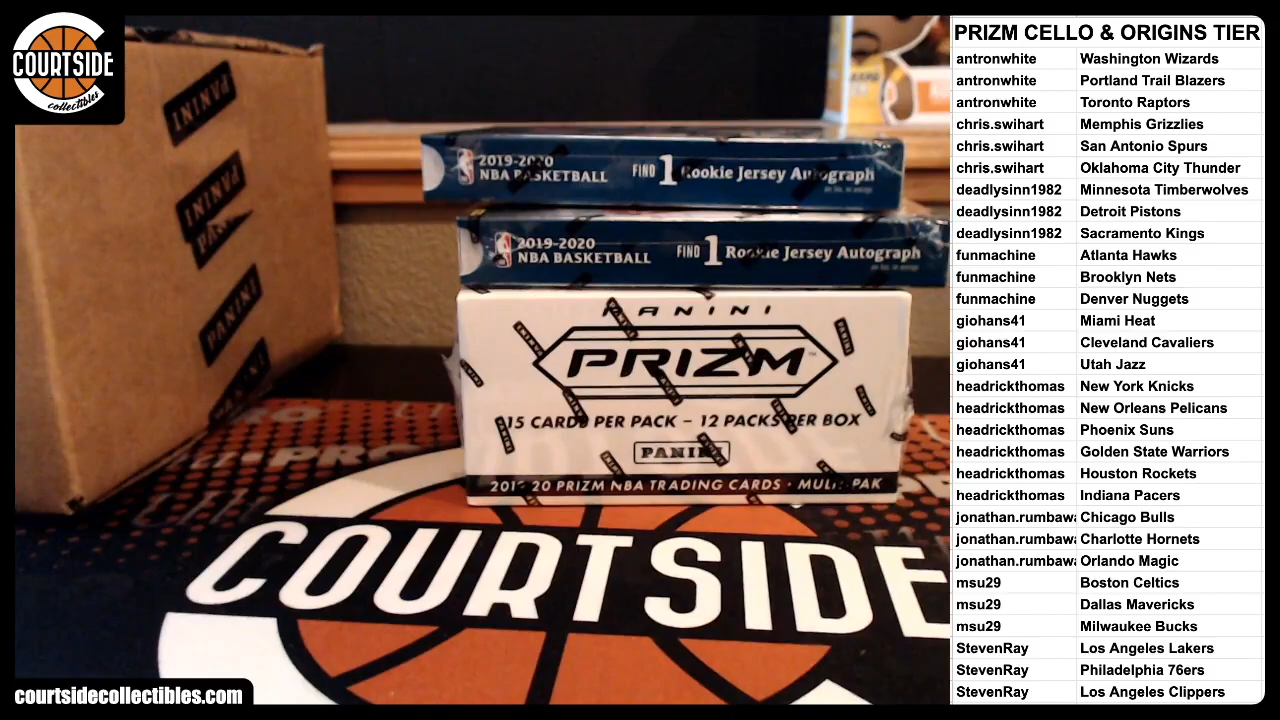 COURTSIDE
collectibles
PANINI
PANINI
PANINI
PANINI
2019-2020
NBA BASKETBALL
FIND 1 Rookie Jersey Autograph
2019-2020
NBA BASKETBALL
FIND 1 Rookie Jersey Autograph
PANINI
PRIZM
15 CARDS PER PACK – 12 PACKS PER BOX
PANINI
2019-20 PRIZM NBA TRADING CARDS • MULTI-PAK
COURTSIDE
courtsidecollectibles.com
PRIZM CELLO & ORIGINS TIER
antronwhite Washington Wizards
antronwhite Portland Trail Blazers
antronwhite Toronto Raptors
chris.swihart Memphis Grizzlies
chris.swihart San Antonio Spurs
chris.swihart Oklahoma City Thunder
deadlysinn1982 Minnesota Timberwolves
deadlysinn1982 Detroit Pistons
deadlysinn1982 Sacramento Kings
funmachine Atlanta Hawks
funmachine Brooklyn Nets
funmachine Denver Nuggets
giohans41 Miami Heat
giohans41 Cleveland Cavaliers
giohans41 Utah Jazz
headrickthomas New York Knicks
headrickthomas New Orleans Pelicans
headrickthomas Phoenix Suns
headrickthomas Golden State Warriors
headrickthomas Houston Rockets
headrickthomas Indiana Pacers
jonathan.rumbawa Chicago Bulls
jonathan.rumbawa Charlotte Hornets
jonathan.rumbawa Orlando Magic
msu29 Boston Celtics
msu29 Dallas Mavericks
msu29 Milwaukee Bucks
StevenRay Los Angeles Lakers
StevenRay Philadelphia 76ers
StevenRay Los Angeles Clippers